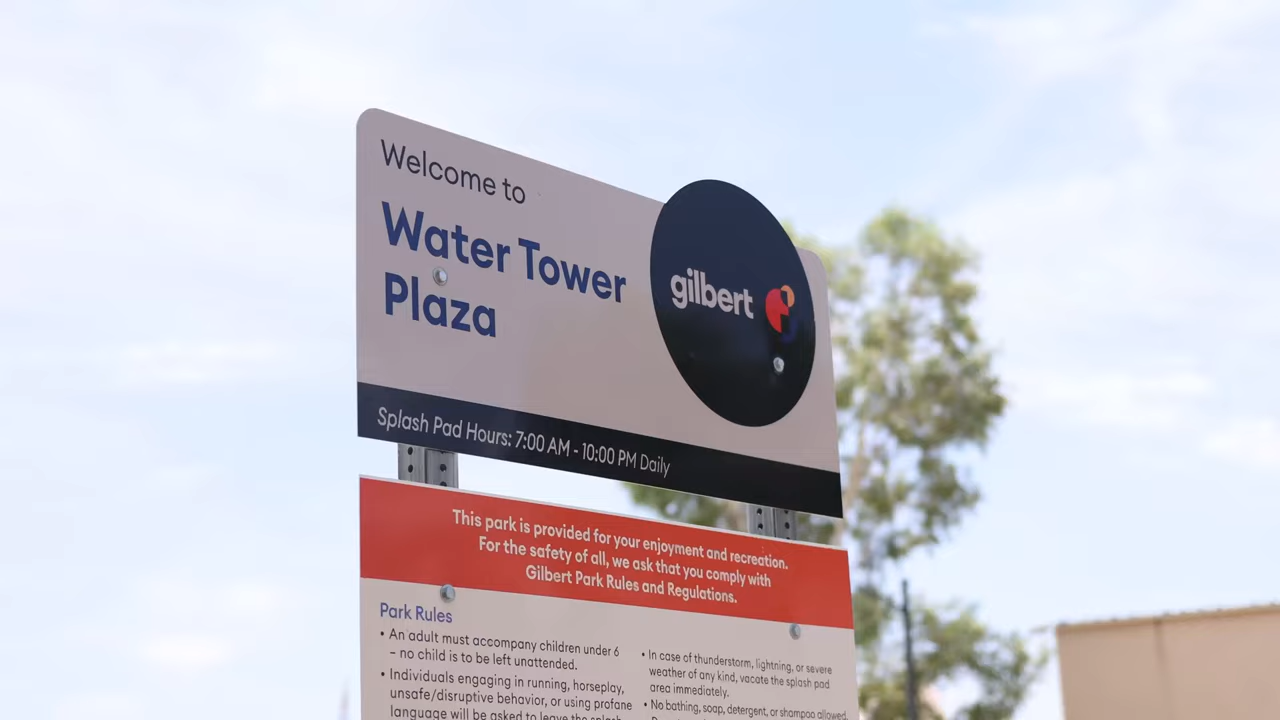 Welcome to
Water Tower
Plaza
gilbert
Splash Pad Hours: 7:00 AM - 10:00 PM Daily
This park is provided for your enjoyment and recreation.
For the safety of all, we ask that you comply with
Gilbert Park Rules and Regulations.
Park Rules
• An adult must accompany children under 6
– no child is to be left unattended.
• Individuals engaging in running, horseplay,
unsafe/disruptive behavior, or using profane
language will be asked to leave the splash
• In case of thunderstorm, lightning, or severe
weather of any kind, vacate the splash pad
area immediately.
• No bathing, soap, detergent, or shampoo allowed.